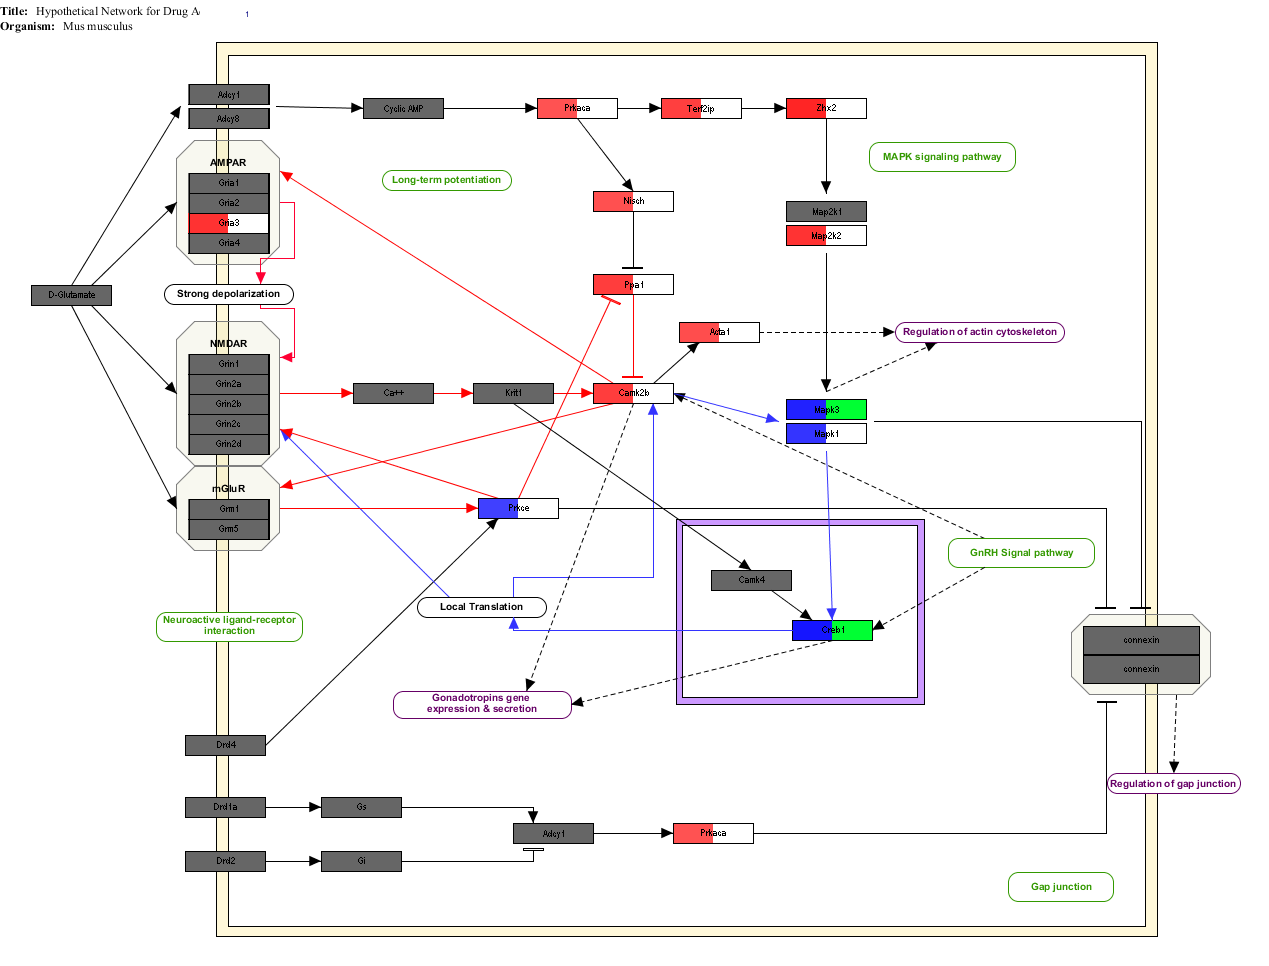 Title: Hypothetical Network for Drug A
1
Organism: Mus musculus
Adcy1
Adcy8
Cyclic AMP
Prkaca
Terf2ip
Zhx2
MAPK signaling pathway
AMPAR
Gria1
Gria2
Gria3
Gria4
Long-term potentiation
Nisch
Map2k1
Map2k2
D-Glutamate
Strong depolarization
Ppa1
Acta1
Regulation of actin cytoskeleton
NMDAR
Grin1
Grin2a
Grin2b
Grin2c
Grin2d
Ca++
Krit1
Camk2b
Mapk3
Mapk1
mGluR
Grm1
Grm5
Prkce
GnRH Signal pathway
Camk4
Local Translation
Creb1
Neuroactive ligand-receptor
interaction
connexin
connexin
Gonadotropins gene
expression & secretion
Drd4
Regulation of gap junction
Drd1a
Gs
Adcy1
Prkaca
Drd2
Gi
Gap junction